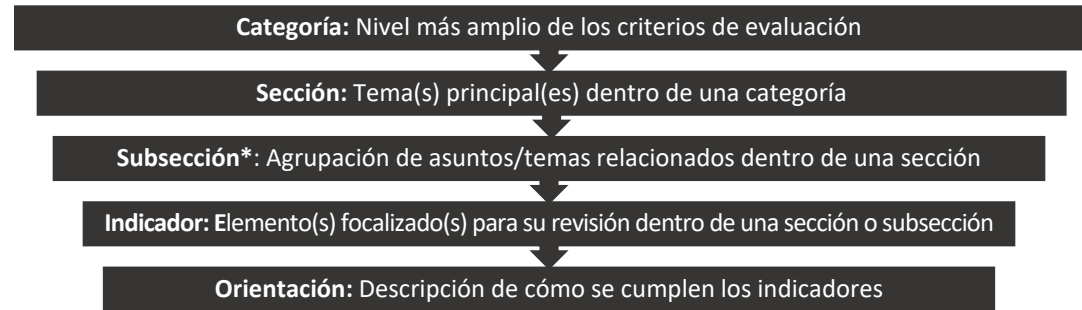 Categoría: Nivel más amplio de los criterios de evaluación
Sección: Tema(s) principal(es) dentro de una categoría
Subsección*: Agrupación de asuntos/temas relacionados dentro de una sección
Indicador: Elemento(s) focalizado(s) para su revisión dentro de una sección o subsección
Orientación: Descripción de cómo se cumplen los indicadores